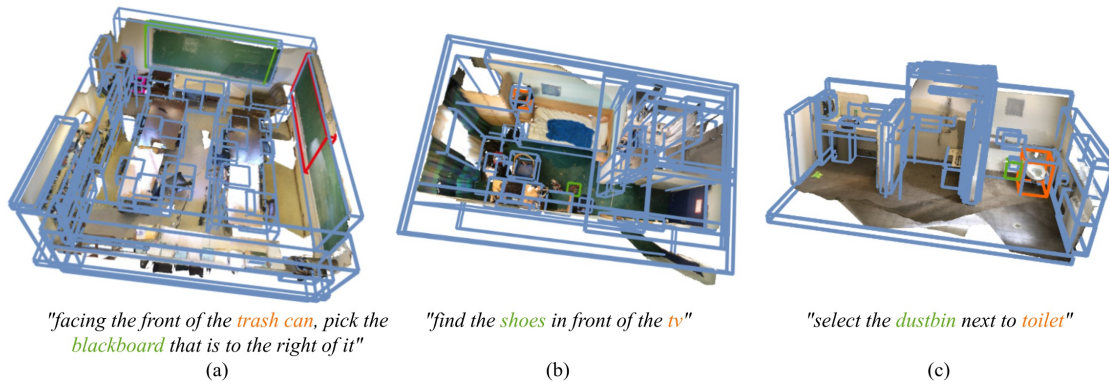 "facing the front of the trash can, pick the
blackboard that is to the right of it"
(a)
"find the shoes in front of the tv"
(b)
"select the dustbin next to toilet"
(c)